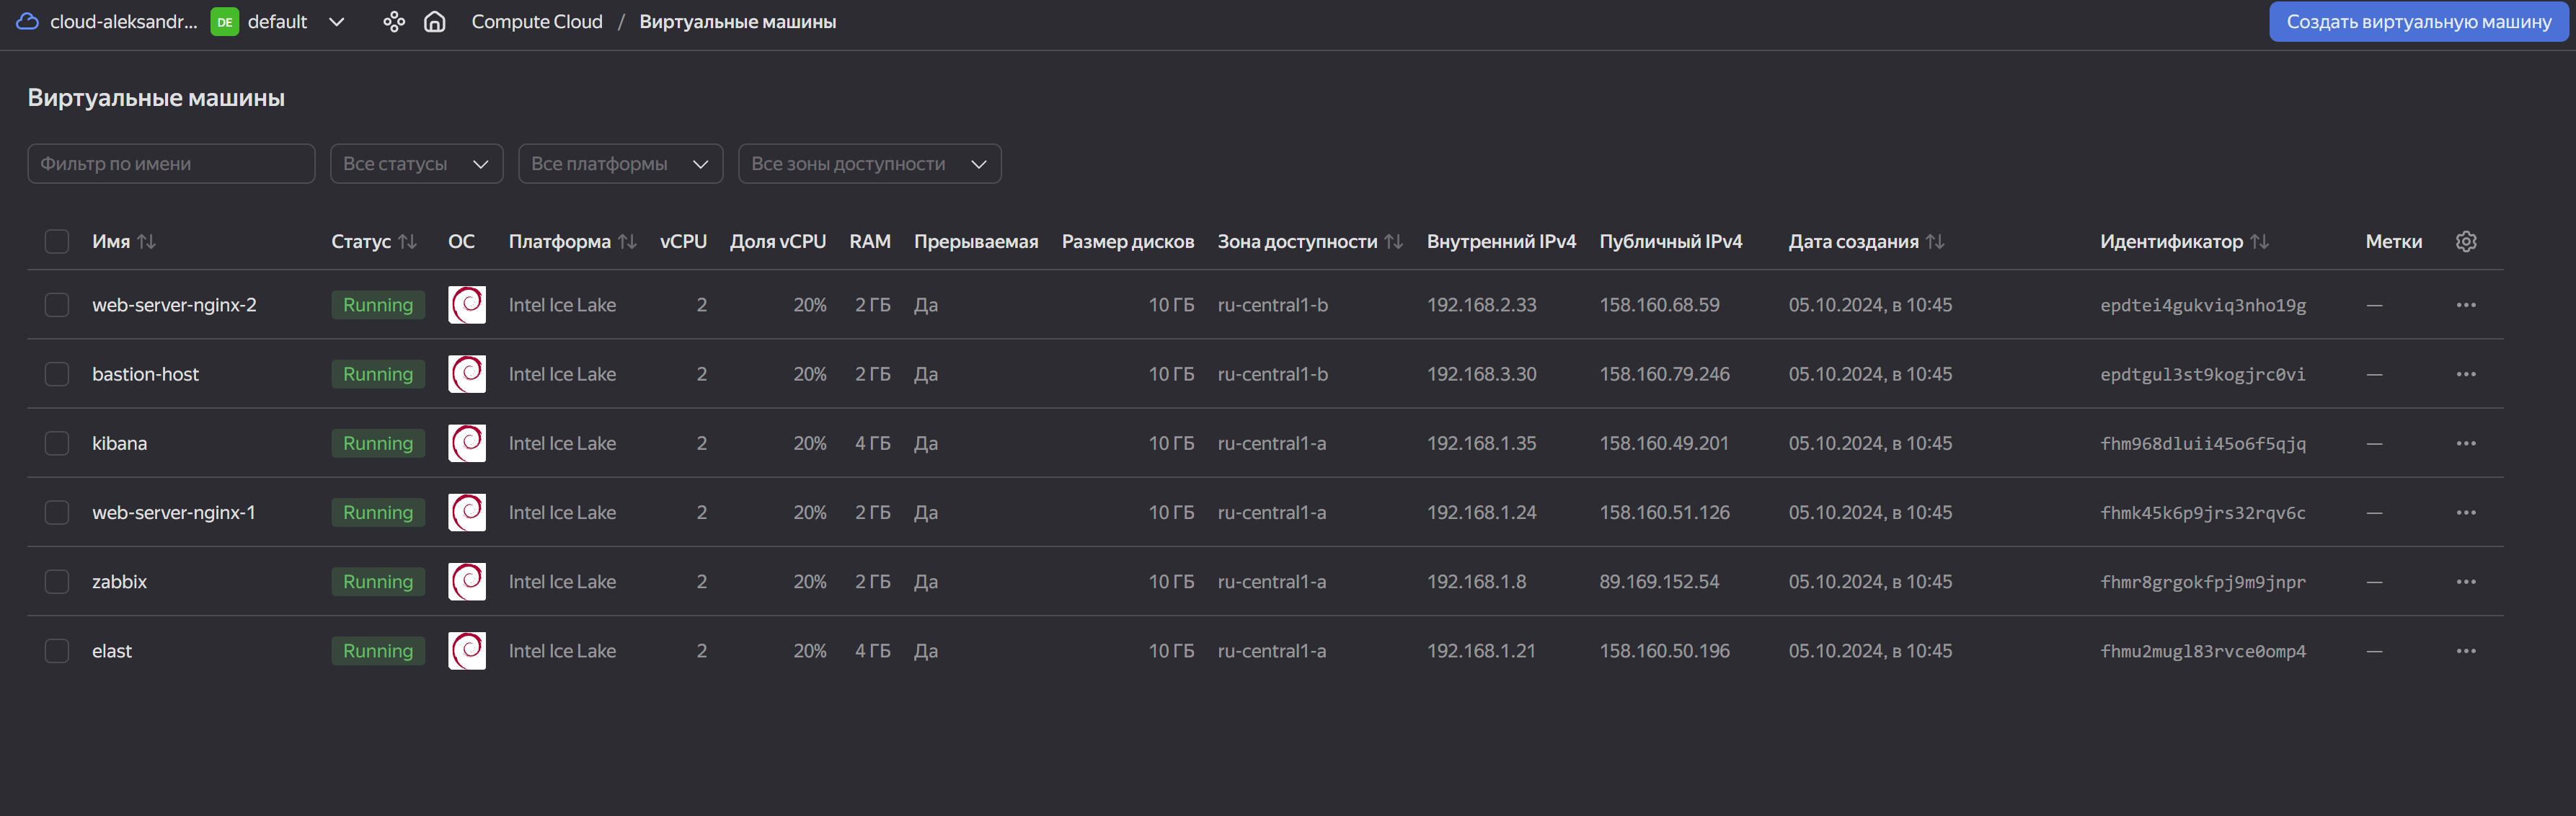 cloud-aleksandr... DE default Compute Cloud / Виртуальные машины Создать виртуальную машину
Виртуальные машины
Фильтр по имени Все статусы Все платформы Все зоны доступности
Имя Статус ОС Платформа vCPU Доля vCPU RAM Прерываемая Размер дисков Зона доступности Внутренний IPv4 Публичный IPv4 Дата создания Идентификатор Метки
web-server-nginx-2 Running Intel Ice Lake 2 20% 2 ГБ Да 10 ГБ ru-central1-b 192.168.2.33 158.160.68.59 05.10.2024, в 10:45 epdtei4gukviq3nho19g —
bastion-host Running Intel Ice Lake 2 20% 2 ГБ Да 10 ГБ ru-central1-b 192.168.3.30 158.160.79.246 05.10.2024, в 10:45 epdtgul3st9kogjrc0vi —
kibana Running Intel Ice Lake 2 20% 4 ГБ Да 10 ГБ ru-central1-a 192.168.1.35 158.160.49.201 05.10.2024, в 10:45 fhm968dluii45o6f5qjq —
web-server-nginx-1 Running Intel Ice Lake 2 20% 2 ГБ Да 10 ГБ ru-central1-a 192.168.1.24 158.160.51.126 05.10.2024, в 10:45 fhmk45k6p9jrs32rqv6c —
zabbix Running Intel Ice Lake 2 20% 2 ГБ Да 10 ГБ ru-central1-a 192.168.1.8 89.169.152.54 05.10.2024, в 10:45 fhmr8grgokfpj9m9jnpr —
elast Running Intel Ice Lake 2 20% 4 ГБ Да 10 ГБ ru-central1-a 192.168.1.21 158.160.50.196 05.10.2024, в 10:45 fhmu2mugl83rvce0omp4 —